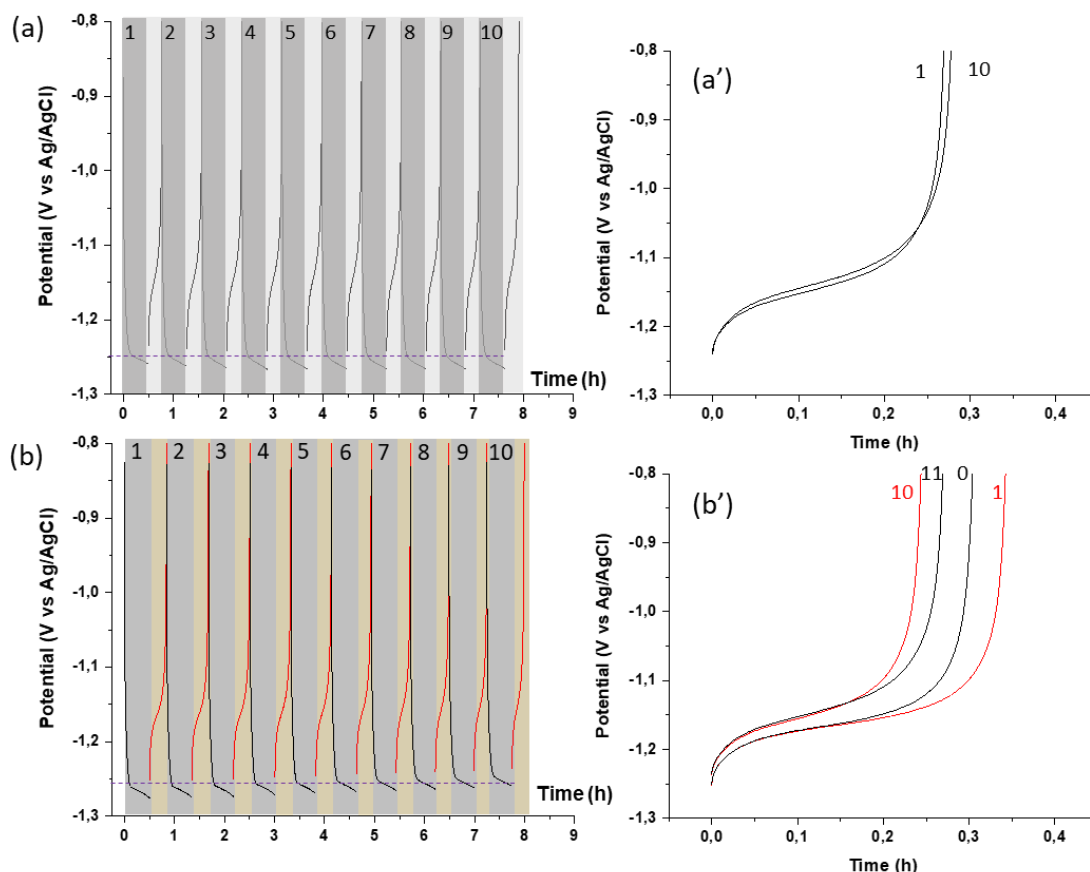 (a)
1 2 3 4 5 6 7 8 9 10
Potential (V vs Ag/AgCl)
-0,8
-0,9
-1,0
-1,1
-1,2
-1,3
Time (h)
0 1 2 3 4 5 6 7 8 9
(a’)
1 10
Potential (V vs Ag/AgCl)
-0,8
-0,9
-1,0
-1,1
-1,2
-1,3
0,0 0,1 0,2 0,3 0,4
Time (h)
(b)
1 2 3 4 5 6 7 8 9 10
Potential (V vs Ag/AgCl)
-0,8
-0,9
-1,0
-1,1
-1,2
-1,3
Time (h)
0 1 2 3 4 5 6 7 8 9
(b’)
10 11 0 1
Potential (V vs Ag/AgCl)
-0,8
-0,9
-1,0
-1,1
-1,2
-1,3
0,0 0,1 0,2 0,3 0,4
Time (h)